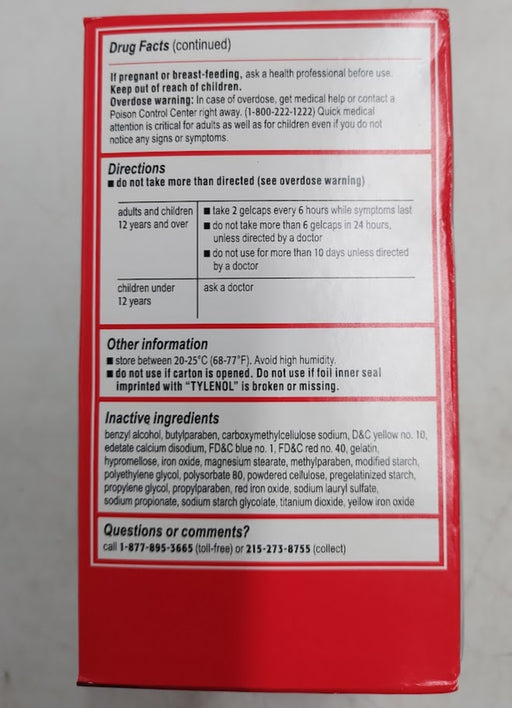 Drug Facts (continued)
If pregnant or breast-feeding, ask a health professional before use.
Keep out of reach of children.
Overdose warning: In case of overdose, get medical help or contact a
Poison Control Center right away. (1-800-222-1222) Quick medical
attention is critical for adults as well as for children even if you do not
notice any signs or symptoms.
Directions
■ do not take more than directed (see overdose warning)
adults and children
12 years and over
■ take 2 gelcaps every 6 hours while symptoms last
■ do not take more than 6 gelcaps in 24 hours,
unless directed by a doctor
■ do not use for more than 10 days unless directed
by a doctor
children under
12 years
ask a doctor
Other information
■ store between 20-25°C (68-77°F). Avoid high humidity.
■ do not use if carton is opened. Do not use if foil inner seal
imprinted with "TYLENOL" is broken or missing.
Inactive ingredients
benzyl alcohol, butylparaben, carboxymethylcellulose sodium, D&C yellow no. 10,
edetate calcium disodium, FD&C blue no. 1, FD&C red no. 40, gelatin,
hypromellose, iron oxide, magnesium stearate, methylparaben, modified starch,
polyethylene glycol, polysorbate 80, powdered cellulose, pregelatinized starch,
propylene glycol, propylparaben, red iron oxide, sodium lauryl sulfate,
sodium propionate, sodium starch glycolate, titanium dioxide, yellow iron oxide
Questions or comments?
call 1-877-895-3665 (toll-free) or 215-273-8755 (collect)